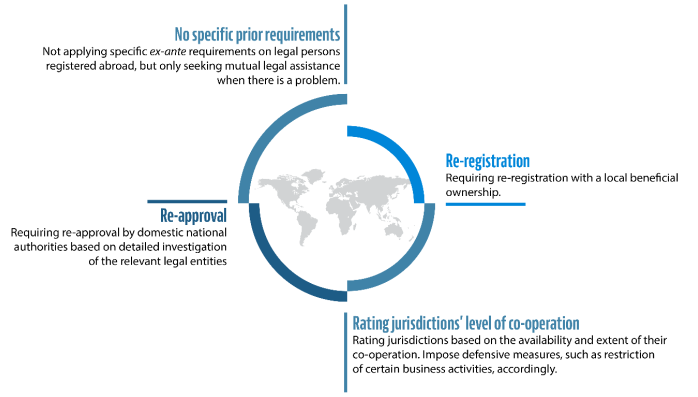 No specific prior requirements
Not applying specific ex-ante requirements on legal persons
registered abroad, but only seeking mutual legal assistance
when there is a problem.
Re-registration
Requiring re-registration with a local beneficial
ownership.
Re-approval
Requiring re-approval by domestic national
authorities based on detailed investigation
of the relevant legal entities
Rating jurisdictions' level of co-operation
Rating jurisdictions based on the availability and extent of their
co-operation. Impose defensive measures, such as restriction
of certain business activities, accordingly.